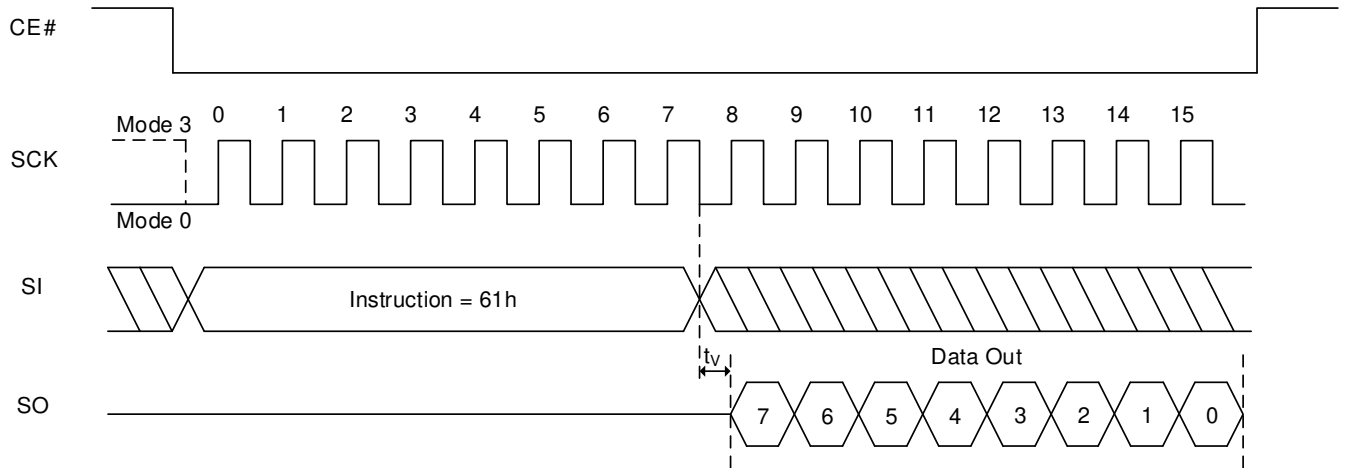 CE#
0 1 2 3 4 5 6 7 8 9 10 11 12 13 14 15
Mode 3
SCK
Mode 0
SI
Instruction = 61h
tV
Data Out
SO
7 6 5 4 3 2 1 0